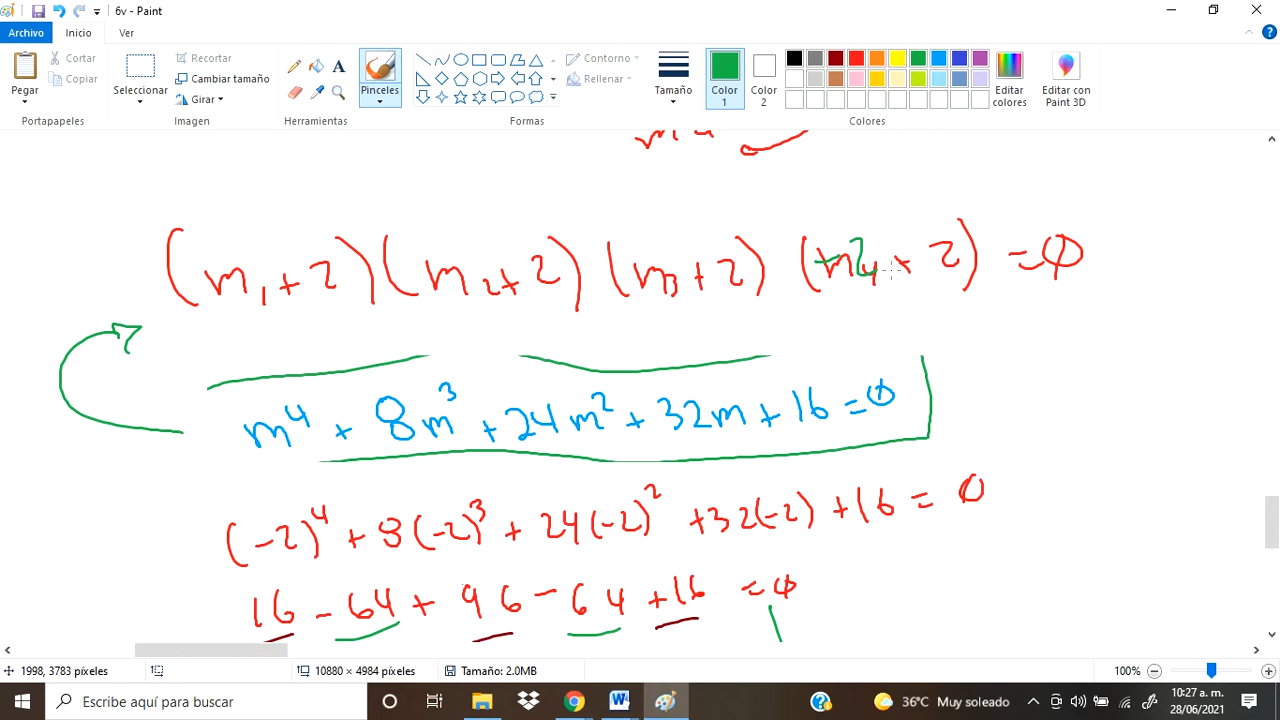 6v - Paint
Archivo Inicio Ver
Pegar Cortar Copiar
Portapapeles
Seleccionar Recortar Cambiar tamaño Girar
Imagen
Herramientas
Pinceles
Contorno Rellenar
Formas
Tamaño
Color 1 Color 2
Editar colores
Editar con Paint 3D
Colores
(m₁ + 2)(m₂ + 2)(m₃ + 2)(m₄ + 2) = 0
m⁴ + 8m³ + 24m² + 32m + 16 = 0
(-2)⁴ + 8(-2)³ + 24(-2)² + 32(-2) + 16 = 0
16 - 64 + 96 - 64 + 16 = 0
1998, 3783 píxeles 10880 × 4984 píxeles Tamaño: 2.0MB 100%
Escribe aquí para buscar 36°C Muy soleado 10:27 a. m.
28/06/2021